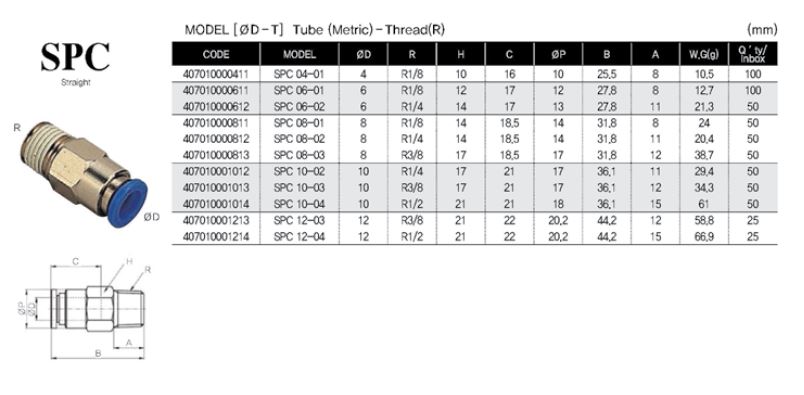 MODEL [ØD-T] Tube (Metric)-Thread(R) (mm)
SPC
Straight
CODE MODEL ØD R H C ØP B A W,G(g) Q'ty/Inbox
407010000411 SPC 04-01 4 R1/8 10 16 10 25,5 8 10,5 100
407010000611 SPC 06-01 6 R1/8 12 17 12 27,8 8 12,7 100
407010000612 SPC 06-02 6 R1/4 14 17 13 27,8 11 21,3 50
407010000811 SPC 08-01 8 R1/8 14 18,5 14 31,8 8 24 50
407010000812 SPC 08-02 8 R1/4 14 18,5 14 31,8 11 20,4 50
407010000813 SPC 08-03 8 R3/8 17 18,5 17 31,8 12 38,7 50
407010001012 SPC 10-02 10 R1/4 17 21 17 36,1 11 29,4 50
407010001013 SPC 10-03 10 R3/8 17 21 17 36,1 12 34,3 50
407010001014 SPC 10-04 10 R1/2 21 21 18 36,1 15 61 50
407010001213 SPC 12-03 12 R3/8 21 22 20,2 44,2 12 58,8 25
407010001214 SPC 12-04 12 R1/2 21 22 20,2 44,2 15 66,9 25
R
ØD
C H
R
ØP ØD
A
B